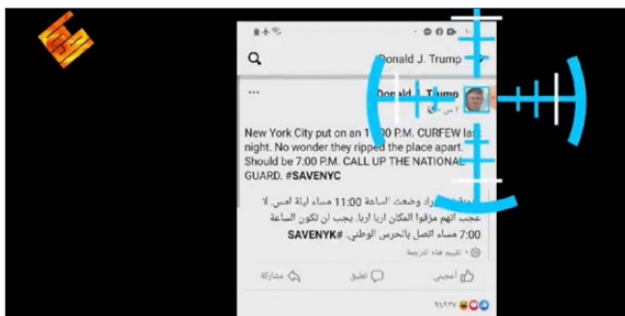 Donald J. Trump
Donald J. Trump
New York City put on an 11:00 P.M. CURFEW last
night. No wonder they ripped the place apart.
Should be 7:00 P.M. CALL UP THE NATIONAL
GUARD. #SAVENYC
وضعت الساعة 11:00 مساء ليلة امس. لا
عجب انهم مزقوا المكان اربا اربا. يجب ان تكون الساعة
7:00 مساء اتصل بالحرس الوطني. #SAVENYK
تقييم هذه الترجمة
أعجبني
تعليق
مشاركة